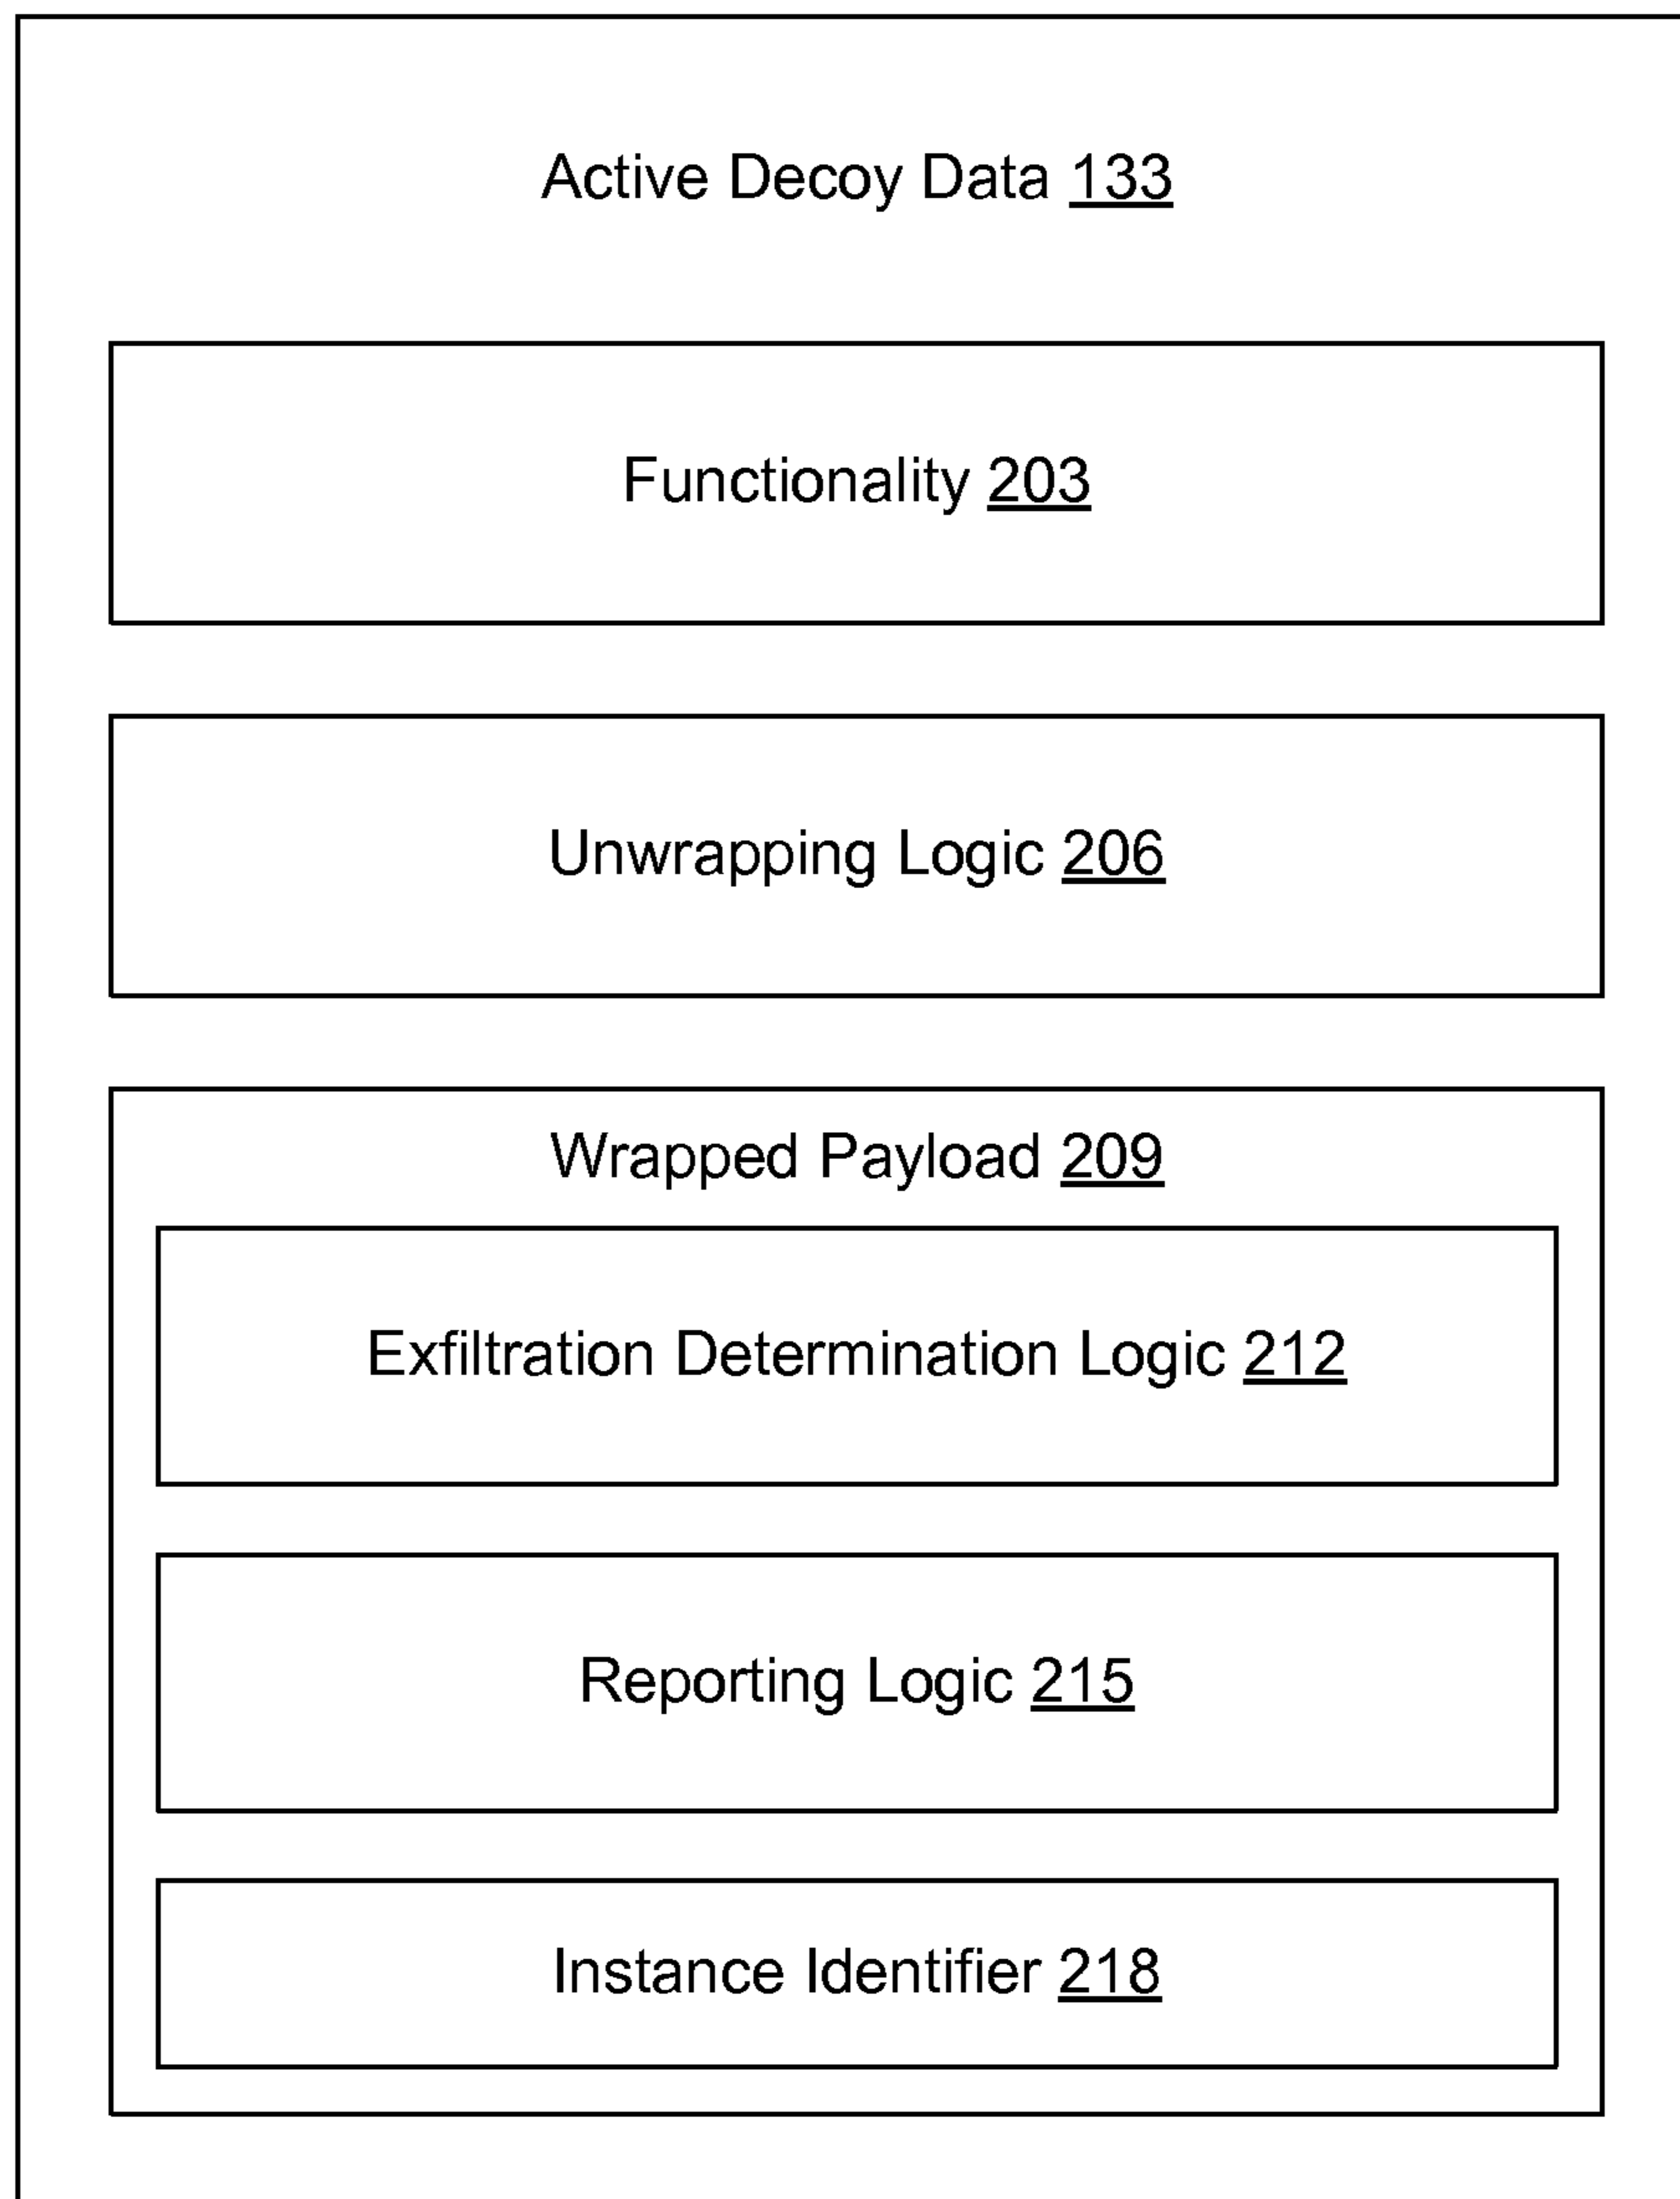 Active Decoy Data 133
Functionality 203
Unwrapping Logic 206
Wrapped Payload 209
Exfiltration Determination Logic 212
Reporting Logic 215
Instance Identifier 218